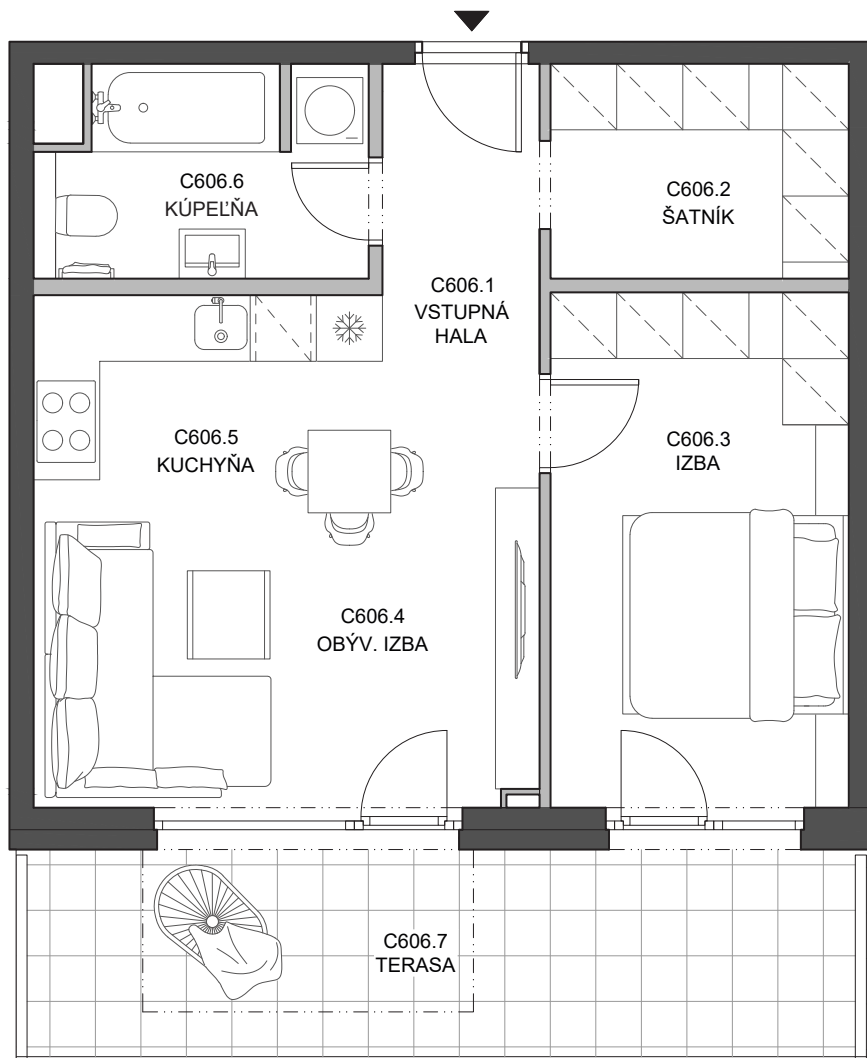 C606.6
KÚPEĽŇA
C606.2
ŠATNÍK
C606.1
VSTUPNÁ
HALA
C606.5
KUCHYŇA
C606.3
IZBA
C606.4
OBÝV. IZBA
C606.7
TERASA